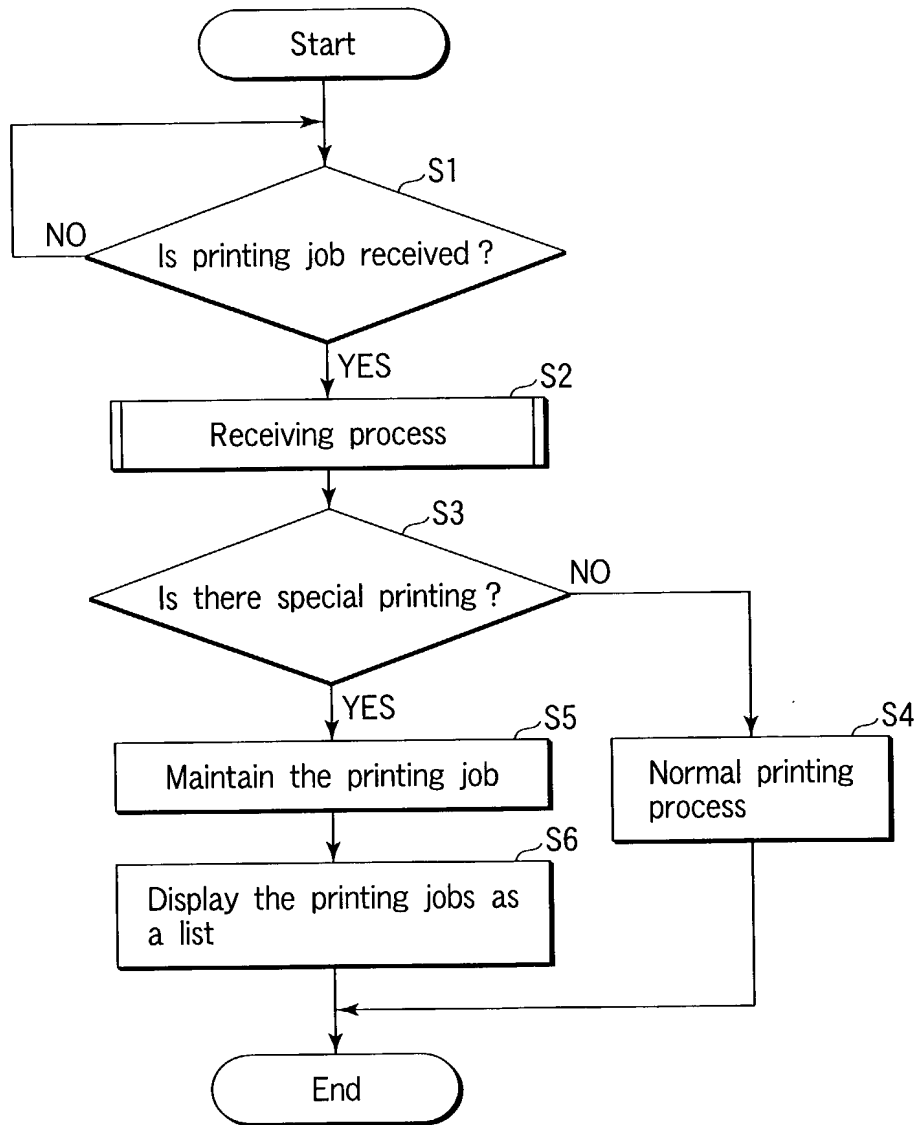 Start
S1
NO
Is printing job received?
YES
S2
Receiving process
S3
NO
Is there special printing?
YES
S5
S4
Maintain the printing job
Normal printing
process
S6
Display the printing jobs as
a list
End